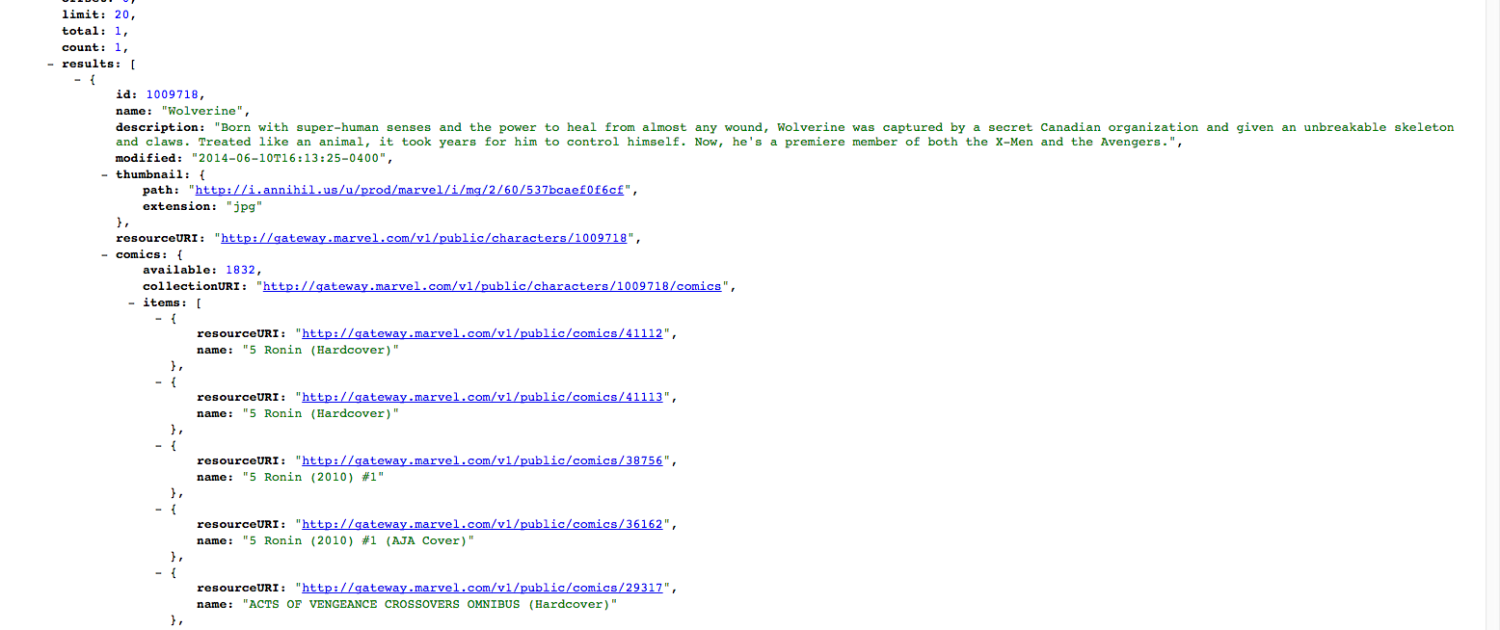 limit: 20,
total: 1,
count: 1,
- results: [
- {
id: 1009718,
name: "Wolverine",
description: "Born with super-human senses and the power to heal from almost any wound, Wolverine was captured by a secret Canadian organization and given an unbreakable skeleton
and claws. Treated like an animal, it took years for him to control himself. Now, he's a premiere member of both the X-Men and the Avengers.",
modified: "2014-06-10T16:13:25-0400",
- thumbnail: {
path: "http://i.annihil.us/u/prod/marvel/i/mg/2/60/537bcaef0f6cf",
extension: "jpg"
},
resourceURI: "http://gateway.marvel.com/v1/public/characters/1009718",
- comics: {
available: 1832,
collectionURI: "http://gateway.marvel.com/v1/public/characters/1009718/comics",
- items: [
- {
resourceURI: "http://gateway.marvel.com/v1/public/comics/41112",
name: "5 Ronin (Hardcover)"
},
- {
resourceURI: "http://gateway.marvel.com/v1/public/comics/41113",
name: "5 Ronin (Hardcover)"
},
- {
resourceURI: "http://gateway.marvel.com/v1/public/comics/38756",
name: "5 Ronin (2010) #1"
},
- {
resourceURI: "http://gateway.marvel.com/v1/public/comics/36162",
name: "5 Ronin (2010) #1 (AJA Cover)"
},
- {
resourceURI: "http://gateway.marvel.com/v1/public/comics/29317",
name: "ACTS OF VENGEANCE CROSSOVERS OMNIBUS (Hardcover)"
},